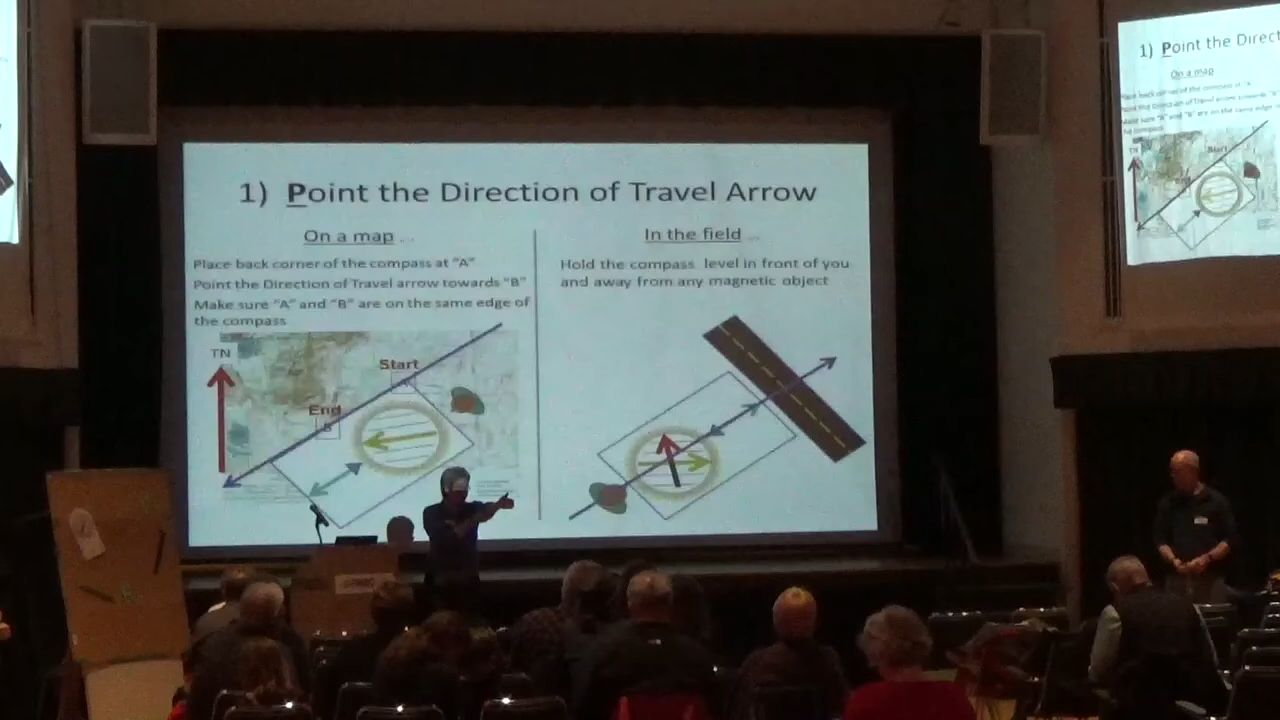 1) Point the Direction of Travel Arrow
On a map ...
Place back corner of the compass at "A"
Point the Direction of Travel arrow towards "B"
Make sure "A" and "B" are on the same edge of
the compass
TN
Start
End
In the field ...
Hold the compass level in front of you
and away from any magnetic object
1) Point the Direct
On a map
TN
Start